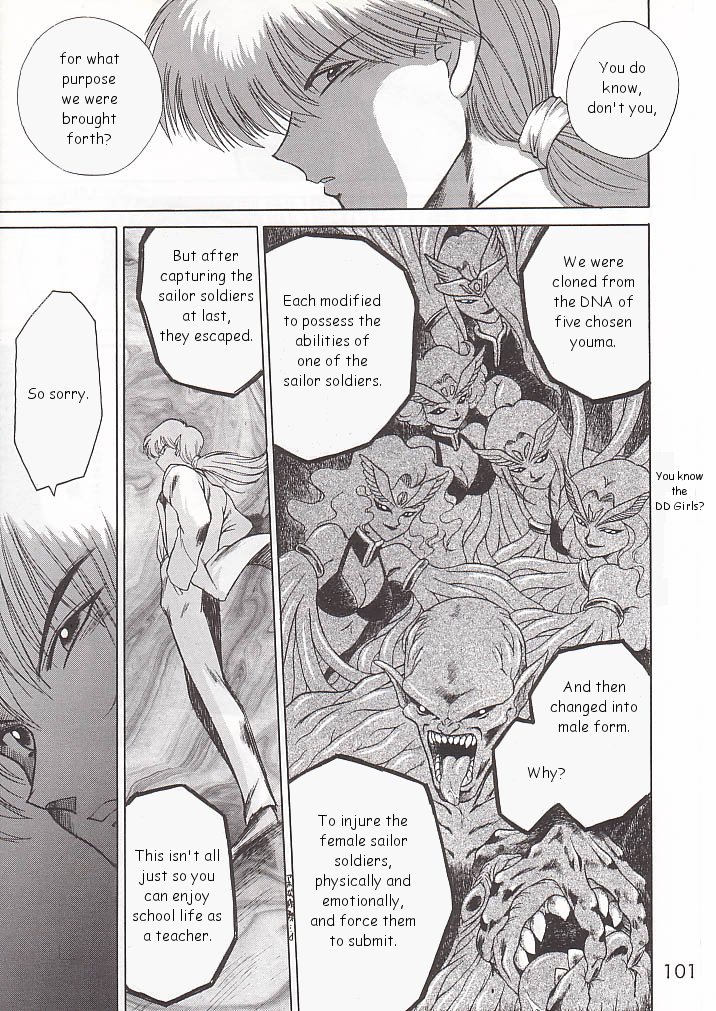 You do
know,
don't you,
for what
purpose
we were
brought
forth?
We were
cloned from
the DNA of
five chosen
youma.
Each modified
to possess the
abilities of
one of the
sailor soldiers.
You know
the
DD Girls?
And then
changed into
male form.
Why?
To injure the
female sailor
soldiers,
physically and
emotionally,
and force them
to submit.
But after
capturing the
sailor soldiers
at last,
they escaped.
This isn't all
just so you
can enjoy
school life as
a teacher.
So sorry.
101